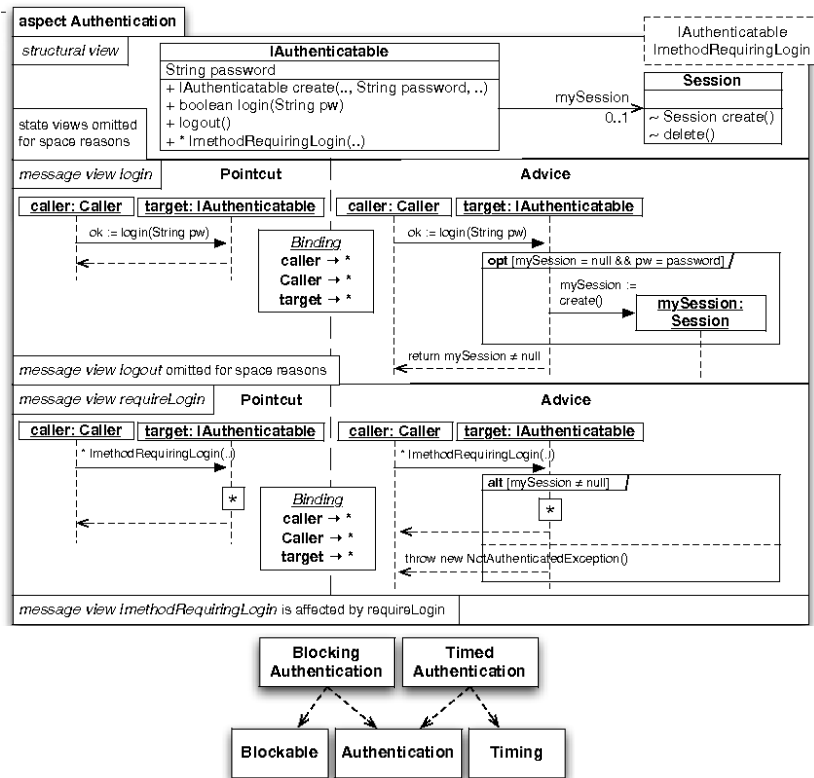 aspect Authentication
structural view
IAuthenticatable
String password
+ IAuthenticatable create(.., String password, ..)
+ boolean login(String pw)
+ logout()
+ * ImethodRequiringLogin(..)
mySession
0..1
IAuthenticatable
ImethodRequiringLogin
Session
~ Session create()
~ delete()
state views omitted
for space reasons
message view login
Pointcut
Advice
caller: Caller
target: IAuthenticatable
caller: Caller
target: IAuthenticatable
ok := login(String pw)
Binding
caller → *
Caller → *
target → *
ok := login(String pw)
opt [mySession = null && pw = password]
mySession :=
create()
mySession:
Session
return mySession ≠ null
message view logout omitted for space reasons
message view requireLogin
Pointcut
Advice
caller: Caller
target: IAuthenticatable
caller: Caller
target: IAuthenticatable
* ImethodRequiringLogin(..)
*
Binding
caller → *
Caller → *
target → *
* ImethodRequiringLogin(..)
alt [mySession ≠ null]
*
throw new NotAuthenticatedException()
message view ImethodRequiringLogin is affected by requireLogin
Blocking
Authentication
Timed
Authentication
Blockable
Authentication
Timing